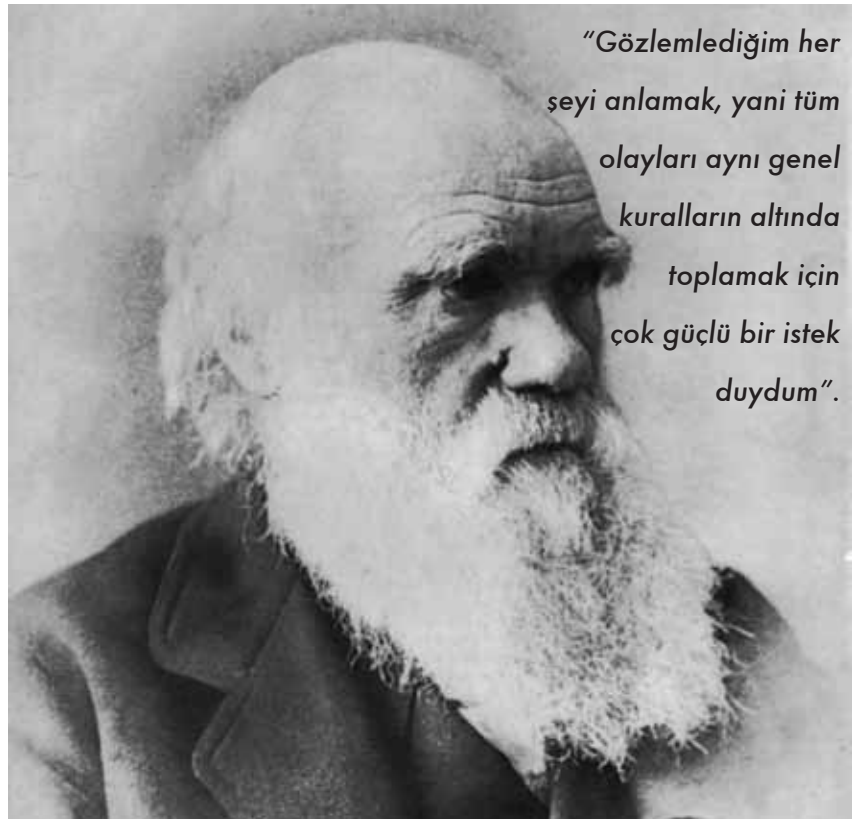 "Gözlemlediğim her
şeyi anlamak, yani tüm
olayları aynı genel
kuralların altında
toplamak için
çok güçlü bir istek
duydum".